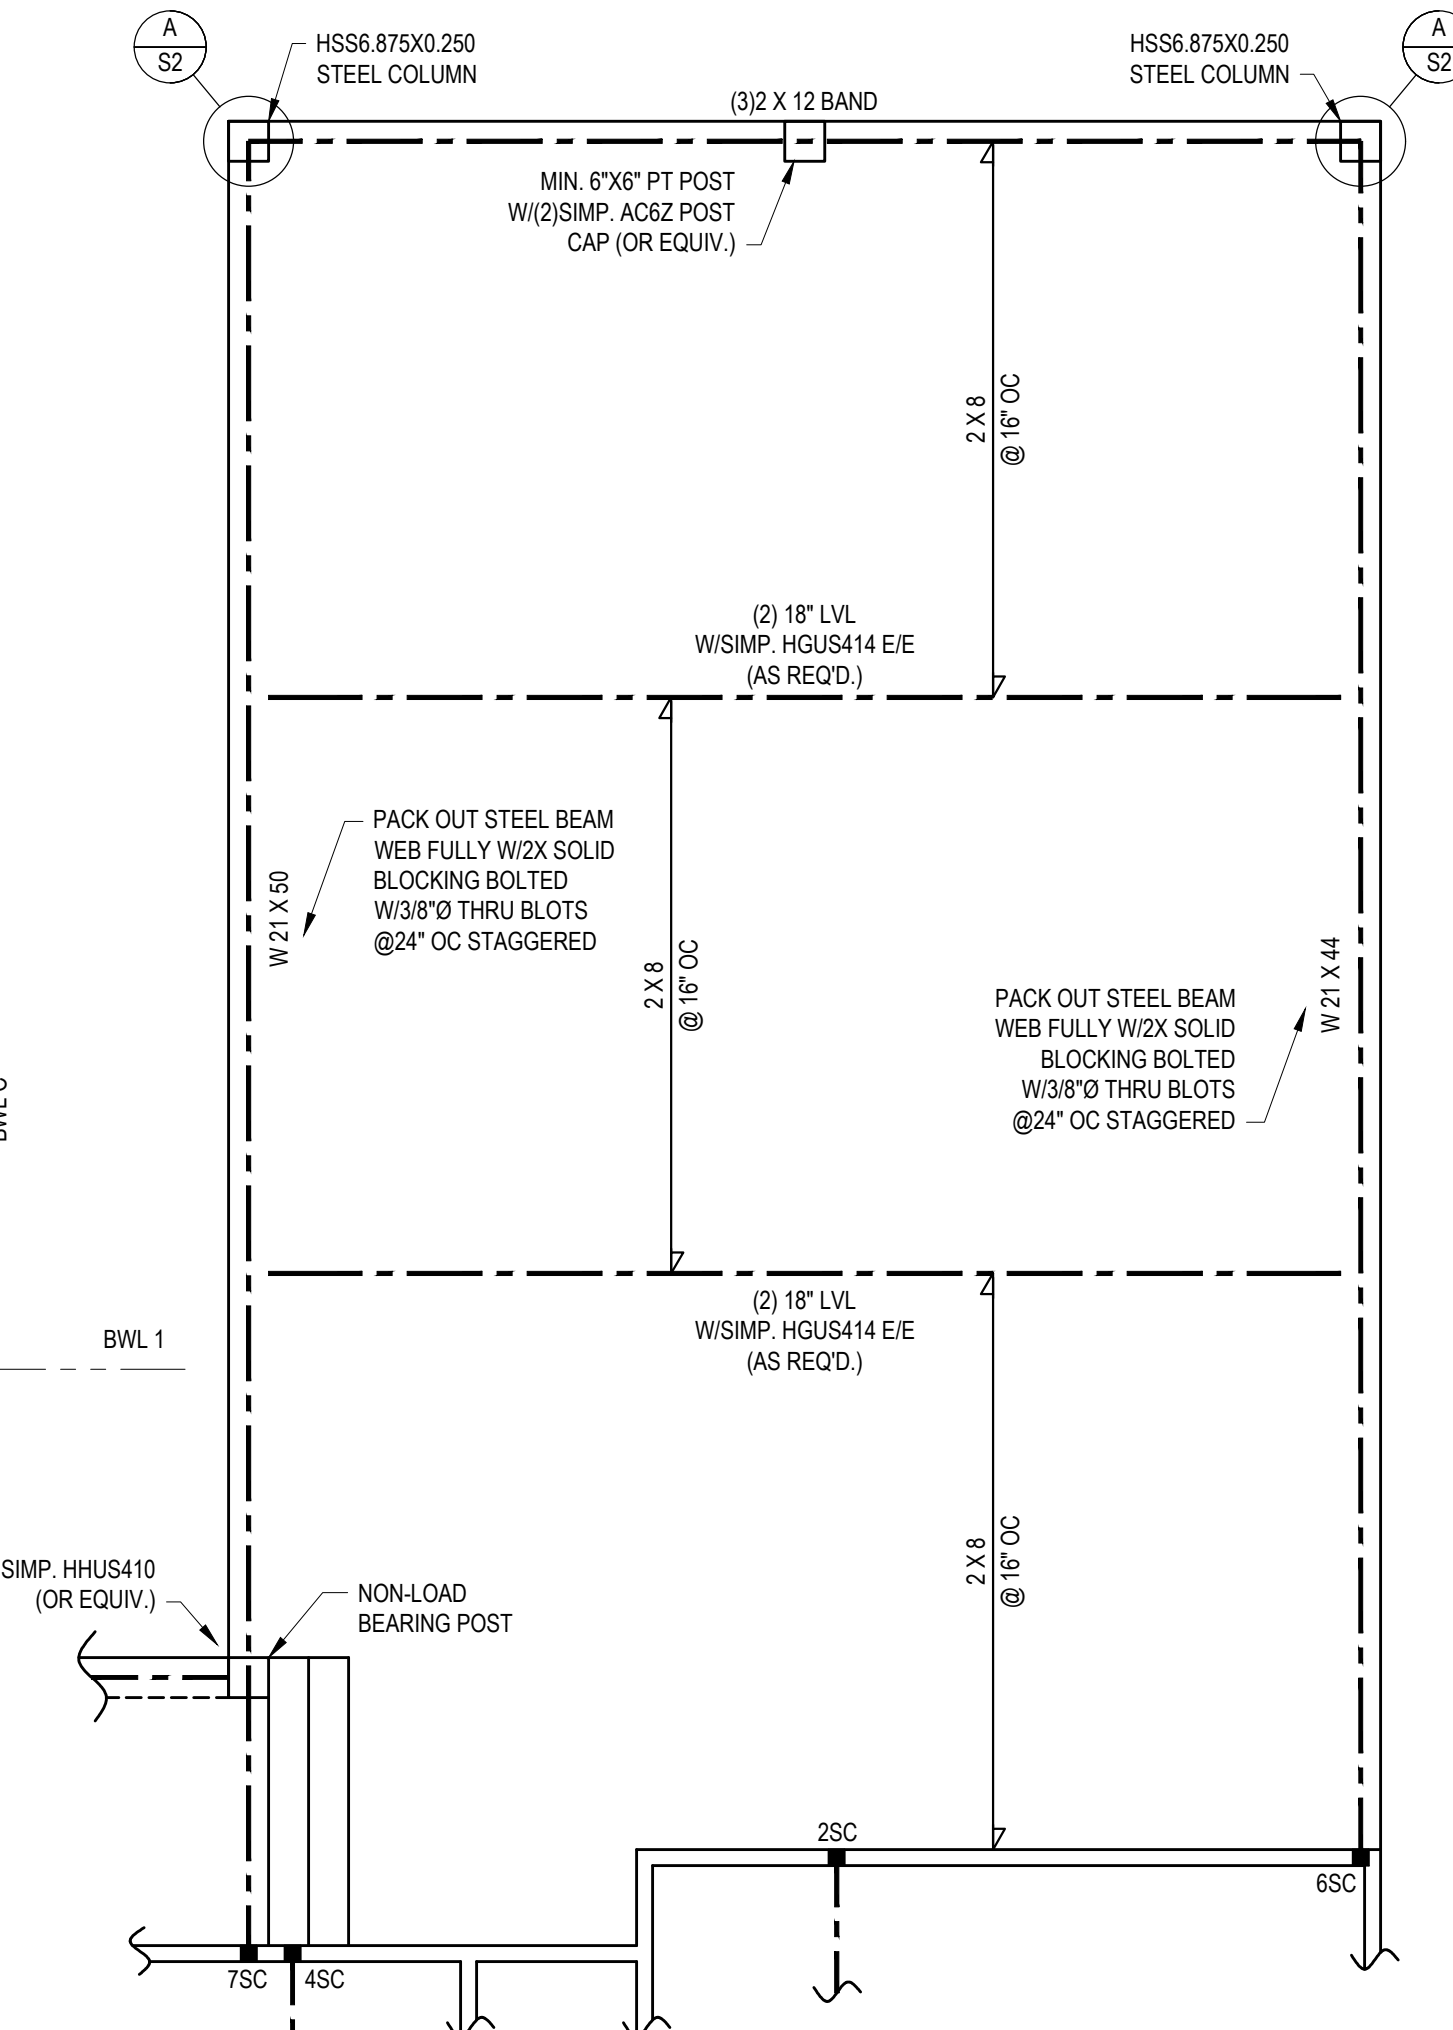 A
S2
HSS6.875X0.250
STEEL COLUMN
HSS6.875X0.250
STEEL COLUMN
A
S2
(3)2 X 12 BAND
MIN. 6"X6" PT POST
W/(2)SIMP. AC6Z POST
CAP (OR EQUIV.)
2 X 8
@ 16" OC
(2) 18" LVL
W/SIMP. HGUS414 E/E
(AS REQ'D.)
PACK OUT STEEL BEAM
WEB FULLY W/2X SOLID
BLOCKING BOLTED
W/3/8"Ø THRU BLOTS
@24" OC STAGGERED
W 21 X 50
2 X 8
@ 16" OC
W 21 X 44
PACK OUT STEEL BEAM
WEB FULLY W/2X SOLID
BLOCKING BOLTED
W/3/8"Ø THRU BLOTS
@24" OC STAGGERED
(2) 18" LVL
W/SIMP. HGUS414 E/E
(AS REQ'D.)
BWL 1
2 X 8
@ 16" OC
SIMP. HHUS410
(OR EQUIV.)
NON-LOAD
BEARING POST
2SC
6SC
7SC
4SC